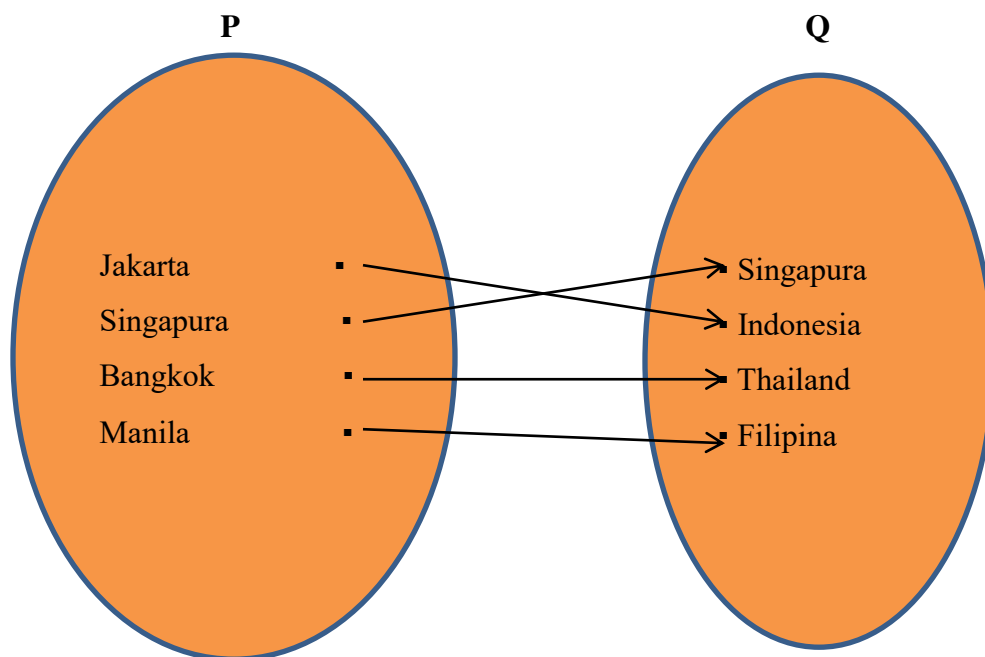 P Q
Jakarta ▪ ▪ Singapura
Singapura ▪ ▪ Indonesia
Bangkok ▪ ▪ Thailand
Manila ▪ ▪ Filipina